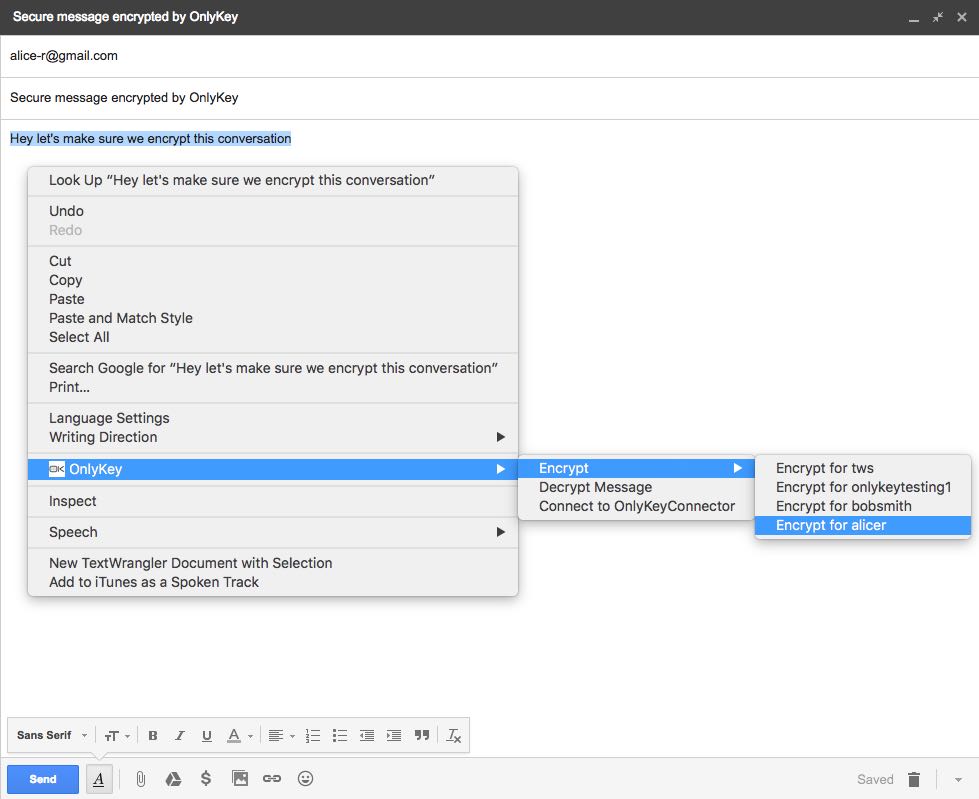 Secure message encrypted by OnlyKey
alice-r@gmail.com
Secure message encrypted by OnlyKey
Hey let's make sure we encrypt this conversation
Look Up “Hey let's make sure we encrypt this conversation”
Undo
Redo
Cut
Copy
Paste
Paste and Match Style
Select All
Search Google for “Hey let's make sure we encrypt this conversation”
Print...
Language Settings
Writing Direction
OK OnlyKey
Encrypt
Decrypt Message
Connect to OnlyKeyConnector
Encrypt for tws
Encrypt for onlykeytesting1
Encrypt for bobsmith
Encrypt for alicer
Inspect
Speech
New TextWrangler Document with Selection
Add to iTunes as a Spoken Track
Sans Serif TT B I U A
Send A $ Saved